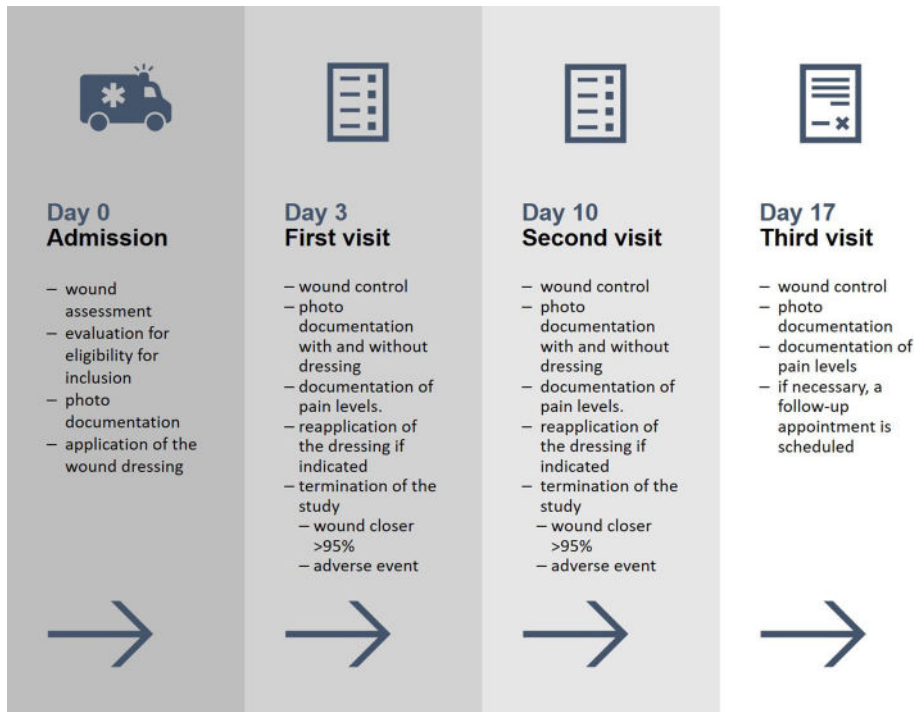 Day 0
Admission
– wound
assessment
– evaluation for
eligibility for
inclusion
– photo
documentation
– application of the
wound dressing
Day 3
First visit
– wound control
– photo
documentation
with and without
dressing
– documentation of
pain levels.
– reapplication of
the dressing if
indicated
– termination of the
study
– wound closer
>95%
– adverse event
Day 10
Second visit
– wound control
– photo
documentation
with and without
dressing
– documentation of
pain levels.
– reapplication of
the dressing if
indicated
– termination of the
study
– wound closer
>95%
– adverse event
Day 17
Third visit
– wound control
– photo
documentation
– documentation of
pain levels
– if necessary, a
follow-up
appointment is
scheduled